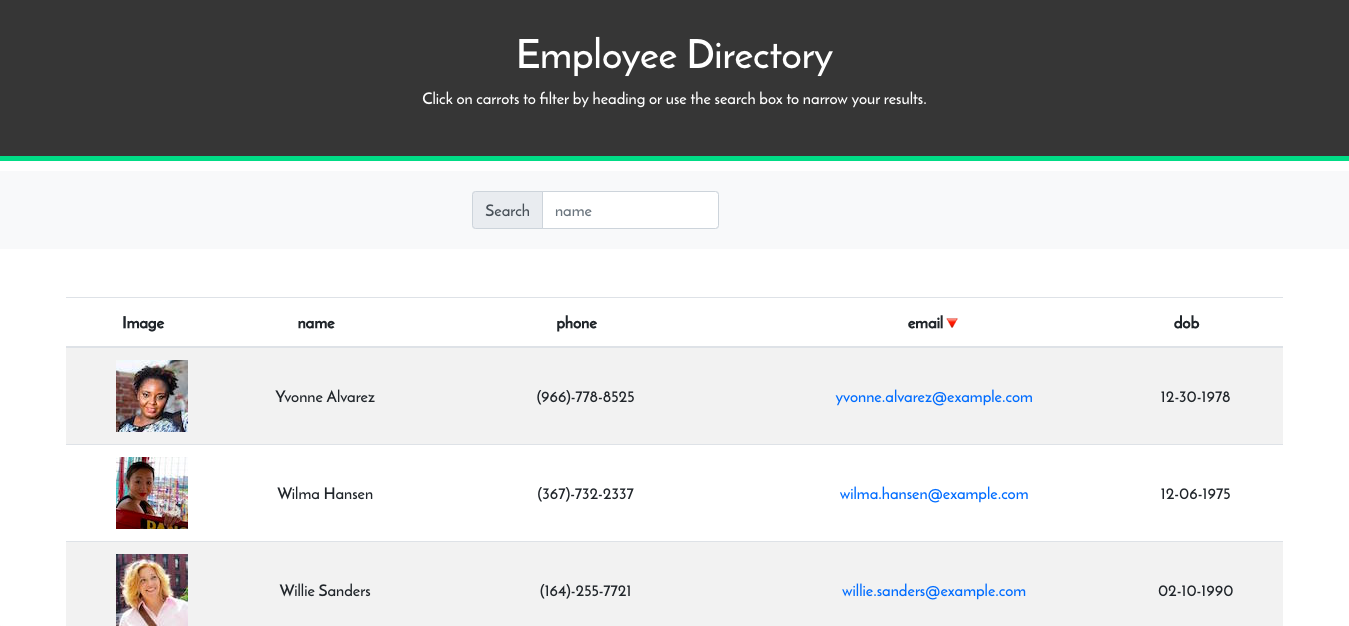 Employee Directory
Click on carrots to filter by heading or use the search box to narrow your results.
Search name
Image name phone email dob
Yvonne Alvarez (966)-778-8525 yvonne.alvarez@example.com 12-30-1978
Wilma Hansen (367)-732-2337 wilma.hansen@example.com 12-06-1975
Willie Sanders (164)-255-7721 willie.sanders@example.com 02-10-1990